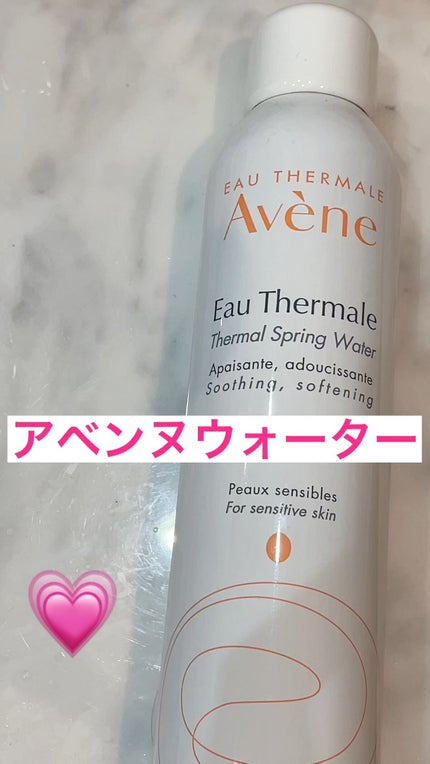 EAU THERMALE
Avène
Eau Thermale
Thermal Spring Water
Apaisante, adoucissante
Soothing, softening
アベンヌウォーター
Peaux sensibles
For sensitive skin